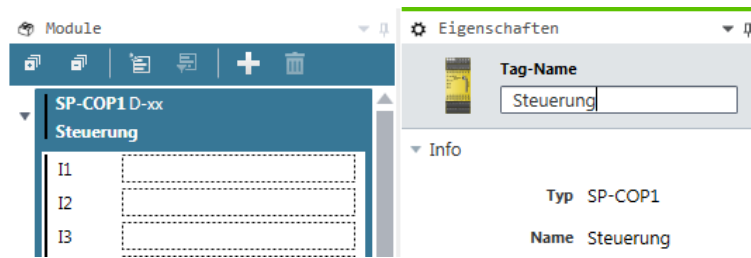 Module
SP-COP1 D-xx
Steuerung
I1
I2
I3
Eigenschaften
Tag-Name
Steuerung
Info
Typ SP-COP1
Name Steuerung